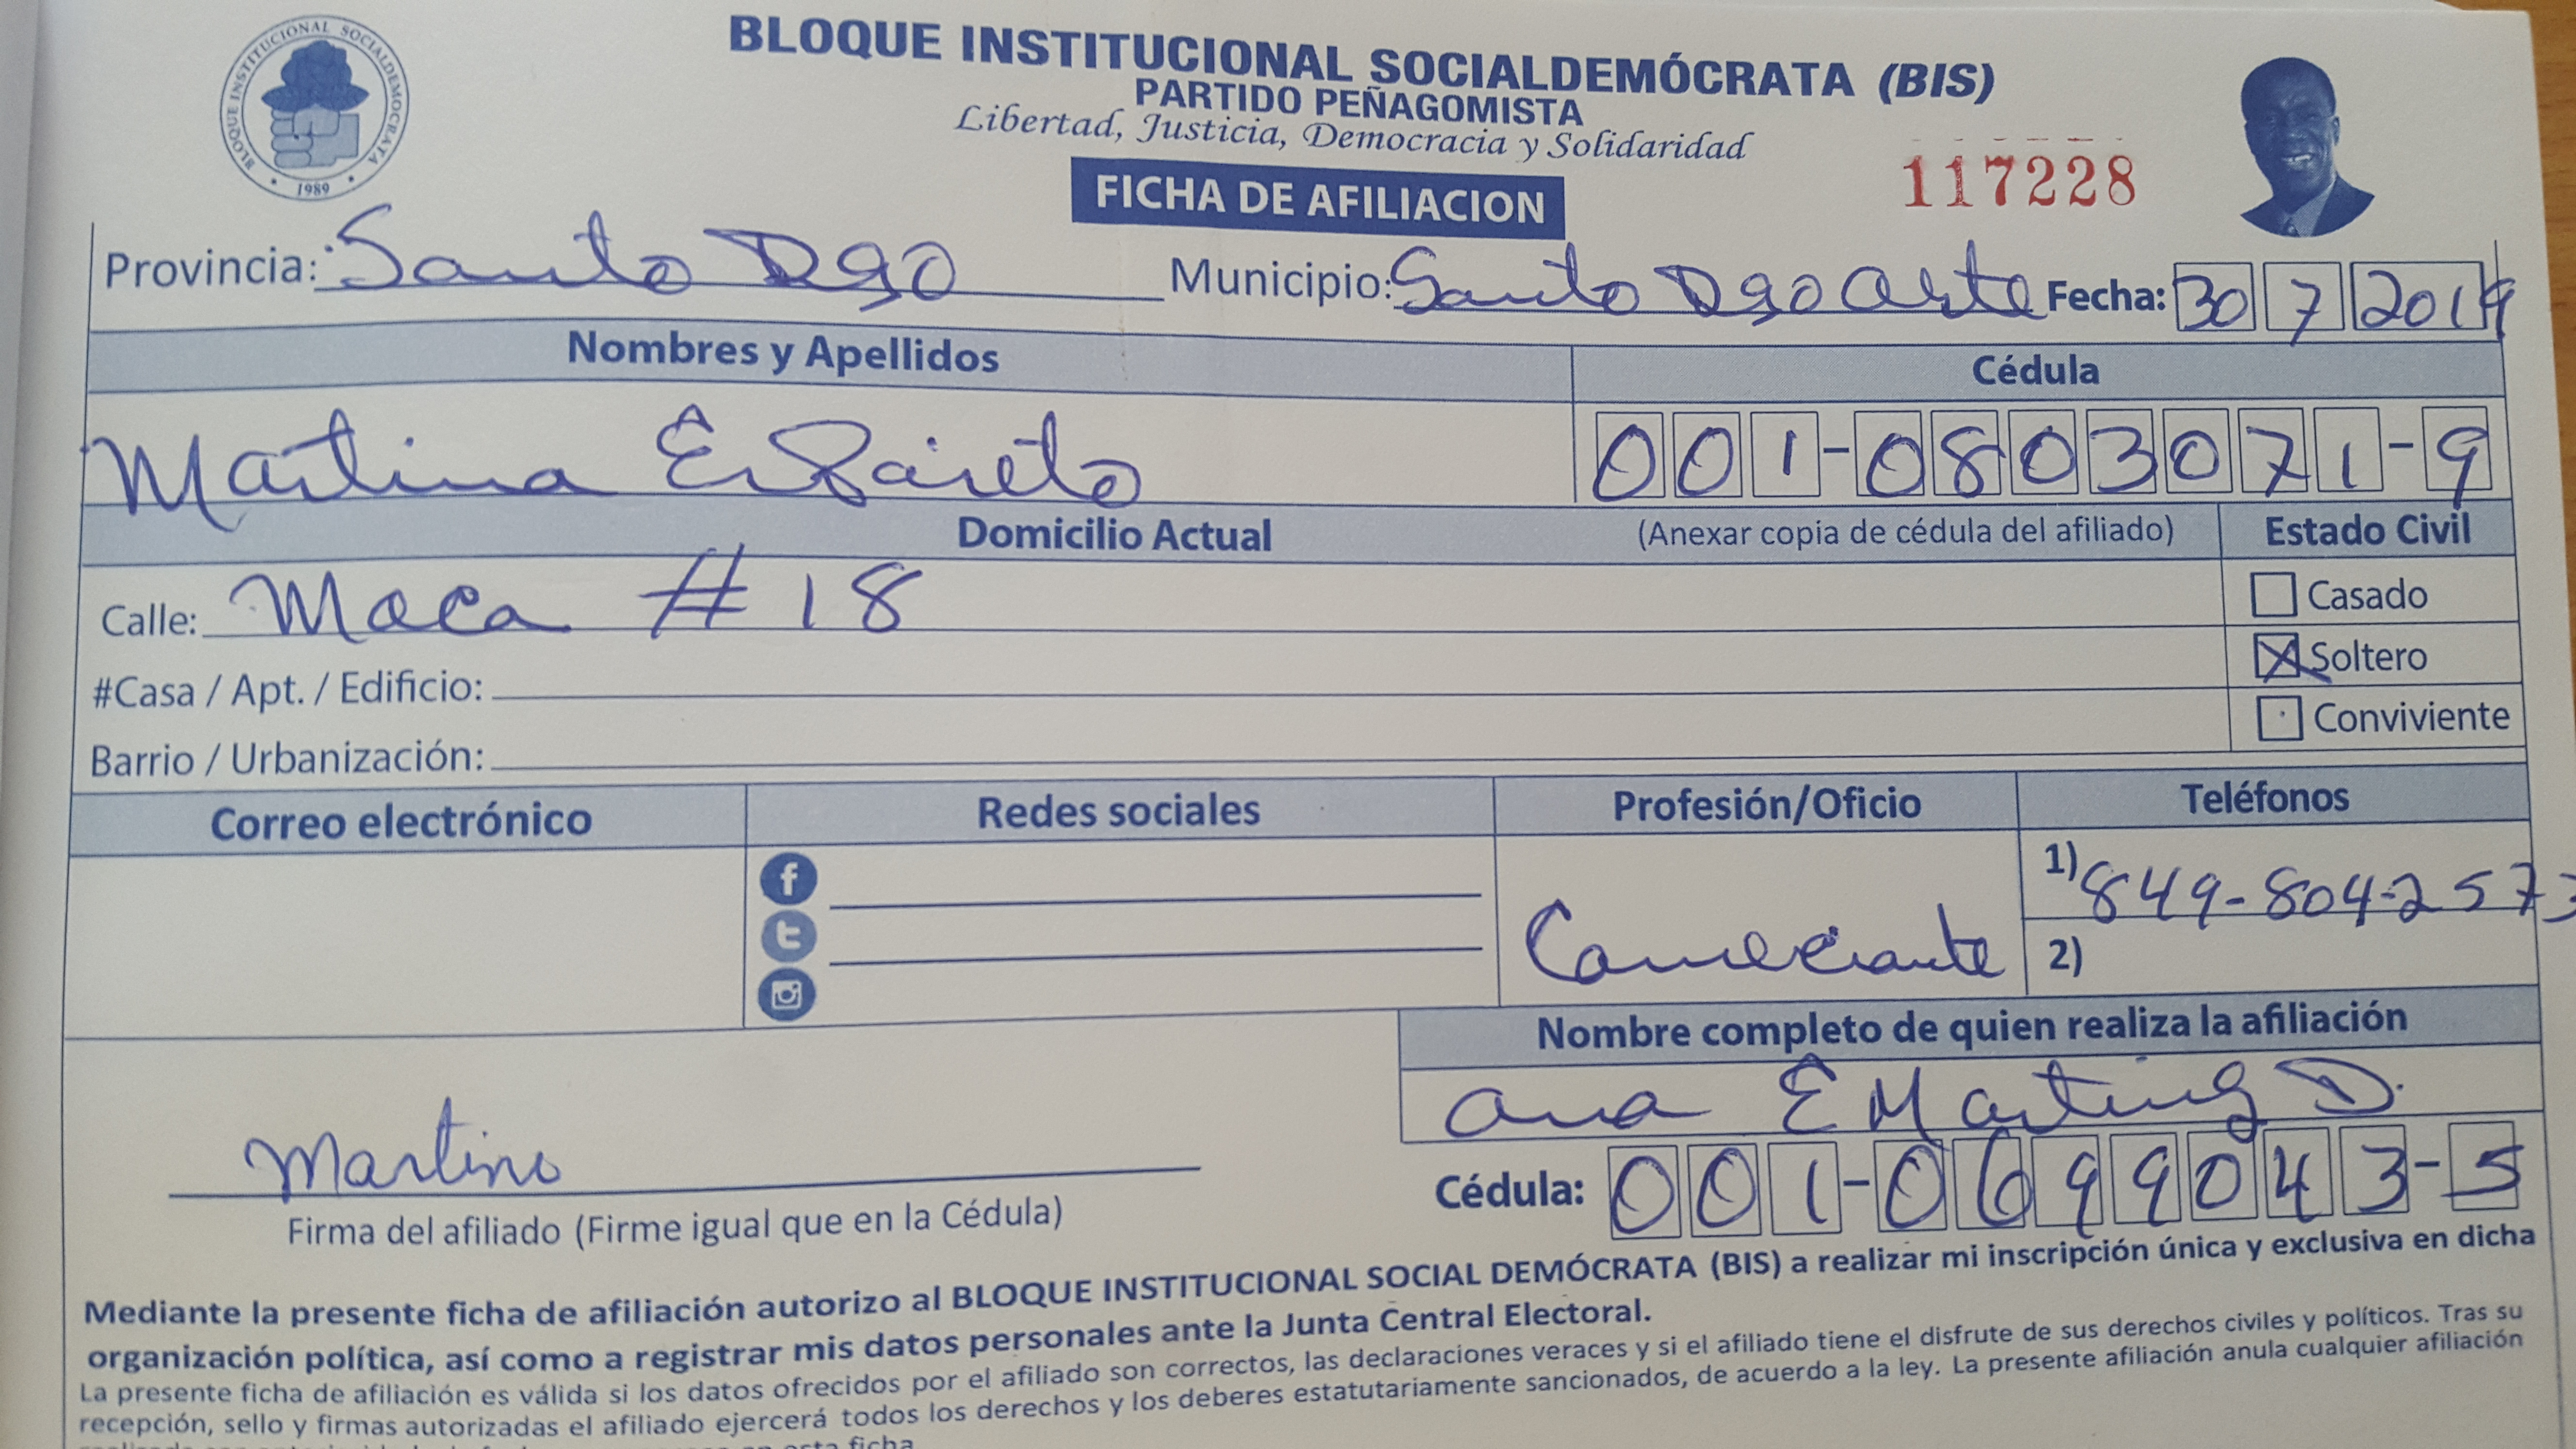 BLOQUE INSTITUCIONAL SOCIALDEMOCRATA
1989
BLOQUE INSTITUCIONAL SOCIALDEMÓCRATA (BIS)
PARTIDO PEÑAGOMISTA
Libertad, Justicia, Democracia y Solidaridad
117228
FICHA DE AFILIACION
Provincia: Santo Dgo Municipio: Santo Dgo Fecha: 30 7 2019
Nombres y Apellidos Cédula
Martina 001-0803071-9
Domicilio Actual (Anexar copia de cédula del afiliado) Estado Civil
Calle: Moca # 18 Casado
Soltero
#Casa / Apt. / Edificio:
Conviviente
Barrio / Urbanización:
Correo electrónico Redes sociales Profesión/Oficio Teléfonos
1) 849-804-2573
Comerciante
2)
Nombre completo de quien realiza la afiliación
Ana E Martinez D.
Martina
Cédula: 001-0699043-5
Firma del afiliado (Firme igual que en la Cédula)
Mediante la presente ficha de afiliación autorizo al BLOQUE INSTITUCIONAL SOCIAL DEMÓCRATA (BIS) a realizar mi inscripción única y exclusiva en dicha
organización política, así como a registrar mis datos personales ante la Junta Central Electoral.
La presente ficha de afiliación es válida si los datos ofrecidos por el afiliado son correctos, las declaraciones veraces y si el afiliado tiene el disfrute de sus derechos civiles y políticos. Tras su
recepción, sello y firmas autorizadas el afiliado ejercerá todos los derechos y los deberes estatutariamente sancionados, de acuerdo a la ley. La presente afiliación anula cualquier afiliación